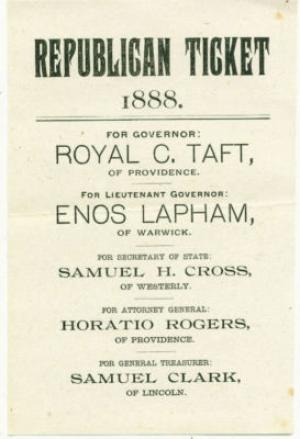 REPUBLICAN TICKET
1888.
FOR GOVERNOR:
ROYAL C. TAFT,
OF PROVIDENCE.
FOR LIEUTENANT GOVERNOR:
ENOS LAPHAM,
OF WARWICK.
FOR SECRETARY OF STATE:
SAMUEL H. CROSS,
OF WESTERLY.
FOR ATTORNEY GENERAL:
HORATIO ROGERS,
OF PROVIDENCE.
FOR GENERAL TREASURER:
SAMUEL CLARK,
OF LINCOLN.